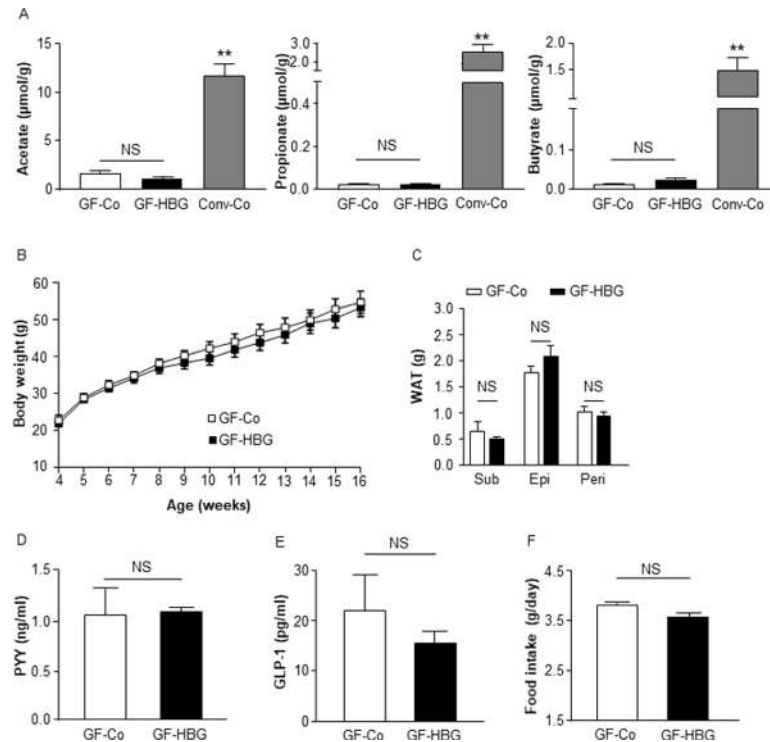 A
Acetate (µmol/g)
15
10
5
0
NS
**
GF-Co GF-HBG Conv-Co
Propionate (µmol/g)
3.0
2.0
1.0
0.4
0.2
0.0
NS
**
GF-Co GF-HBG Conv-Co
Butyrate (µmol/g)
1.5
1.0
0.1
0.0
NS
**
GF-Co GF-HBG Conv-Co
B
Body weight (g)
60
50
40
30
20
10
GF-Co
GF-HBG
4 5 6 7 8 9 10 11 12 13 14 15 16
Age (weeks)
C
GF-Co GF-HBG
WAT (g)
3.0
2.5
2.0
1.5
1.0
0.5
0.0
NS
NS
NS
Sub Epi Peri
D
PYY (ng/ml)
1.5
1.0
0.5
0.0
NS
GF-Co GF-HBG
E
GLP-1 (pg/ml)
30
20
10
0
NS
GF-Co GF-HBG
F
Food intake (g/day)
4.5
3.5
2.5
1.5
NS
GF-Co GF-HBG